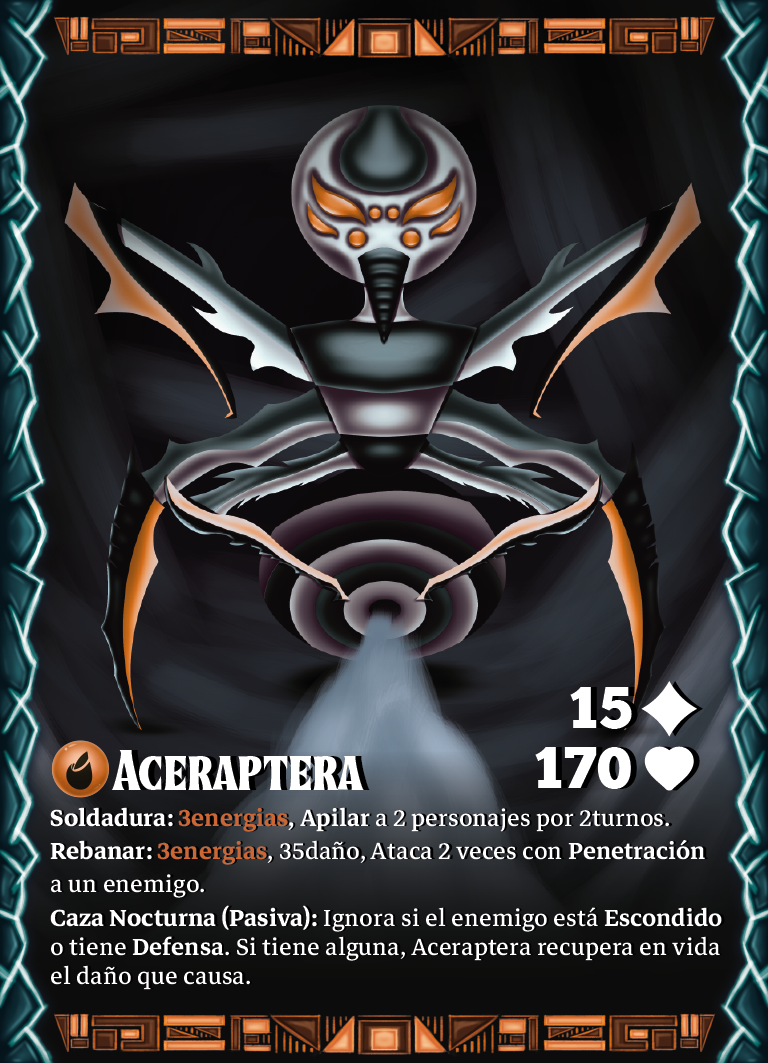 15
170
ACERAPTERA
Soldadura: 3energias, Apilar a 2 personajes por 2turnos.
Rebanar: 3energias, 35daño, Ataca 2 veces con Penetración
a un enemigo.
Caza Nocturna (Pasiva): Ignora si el enemigo está Escondido
o tiene Defensa. Si tiene alguna, Aceraptera recupera en vida
el daño que causa.